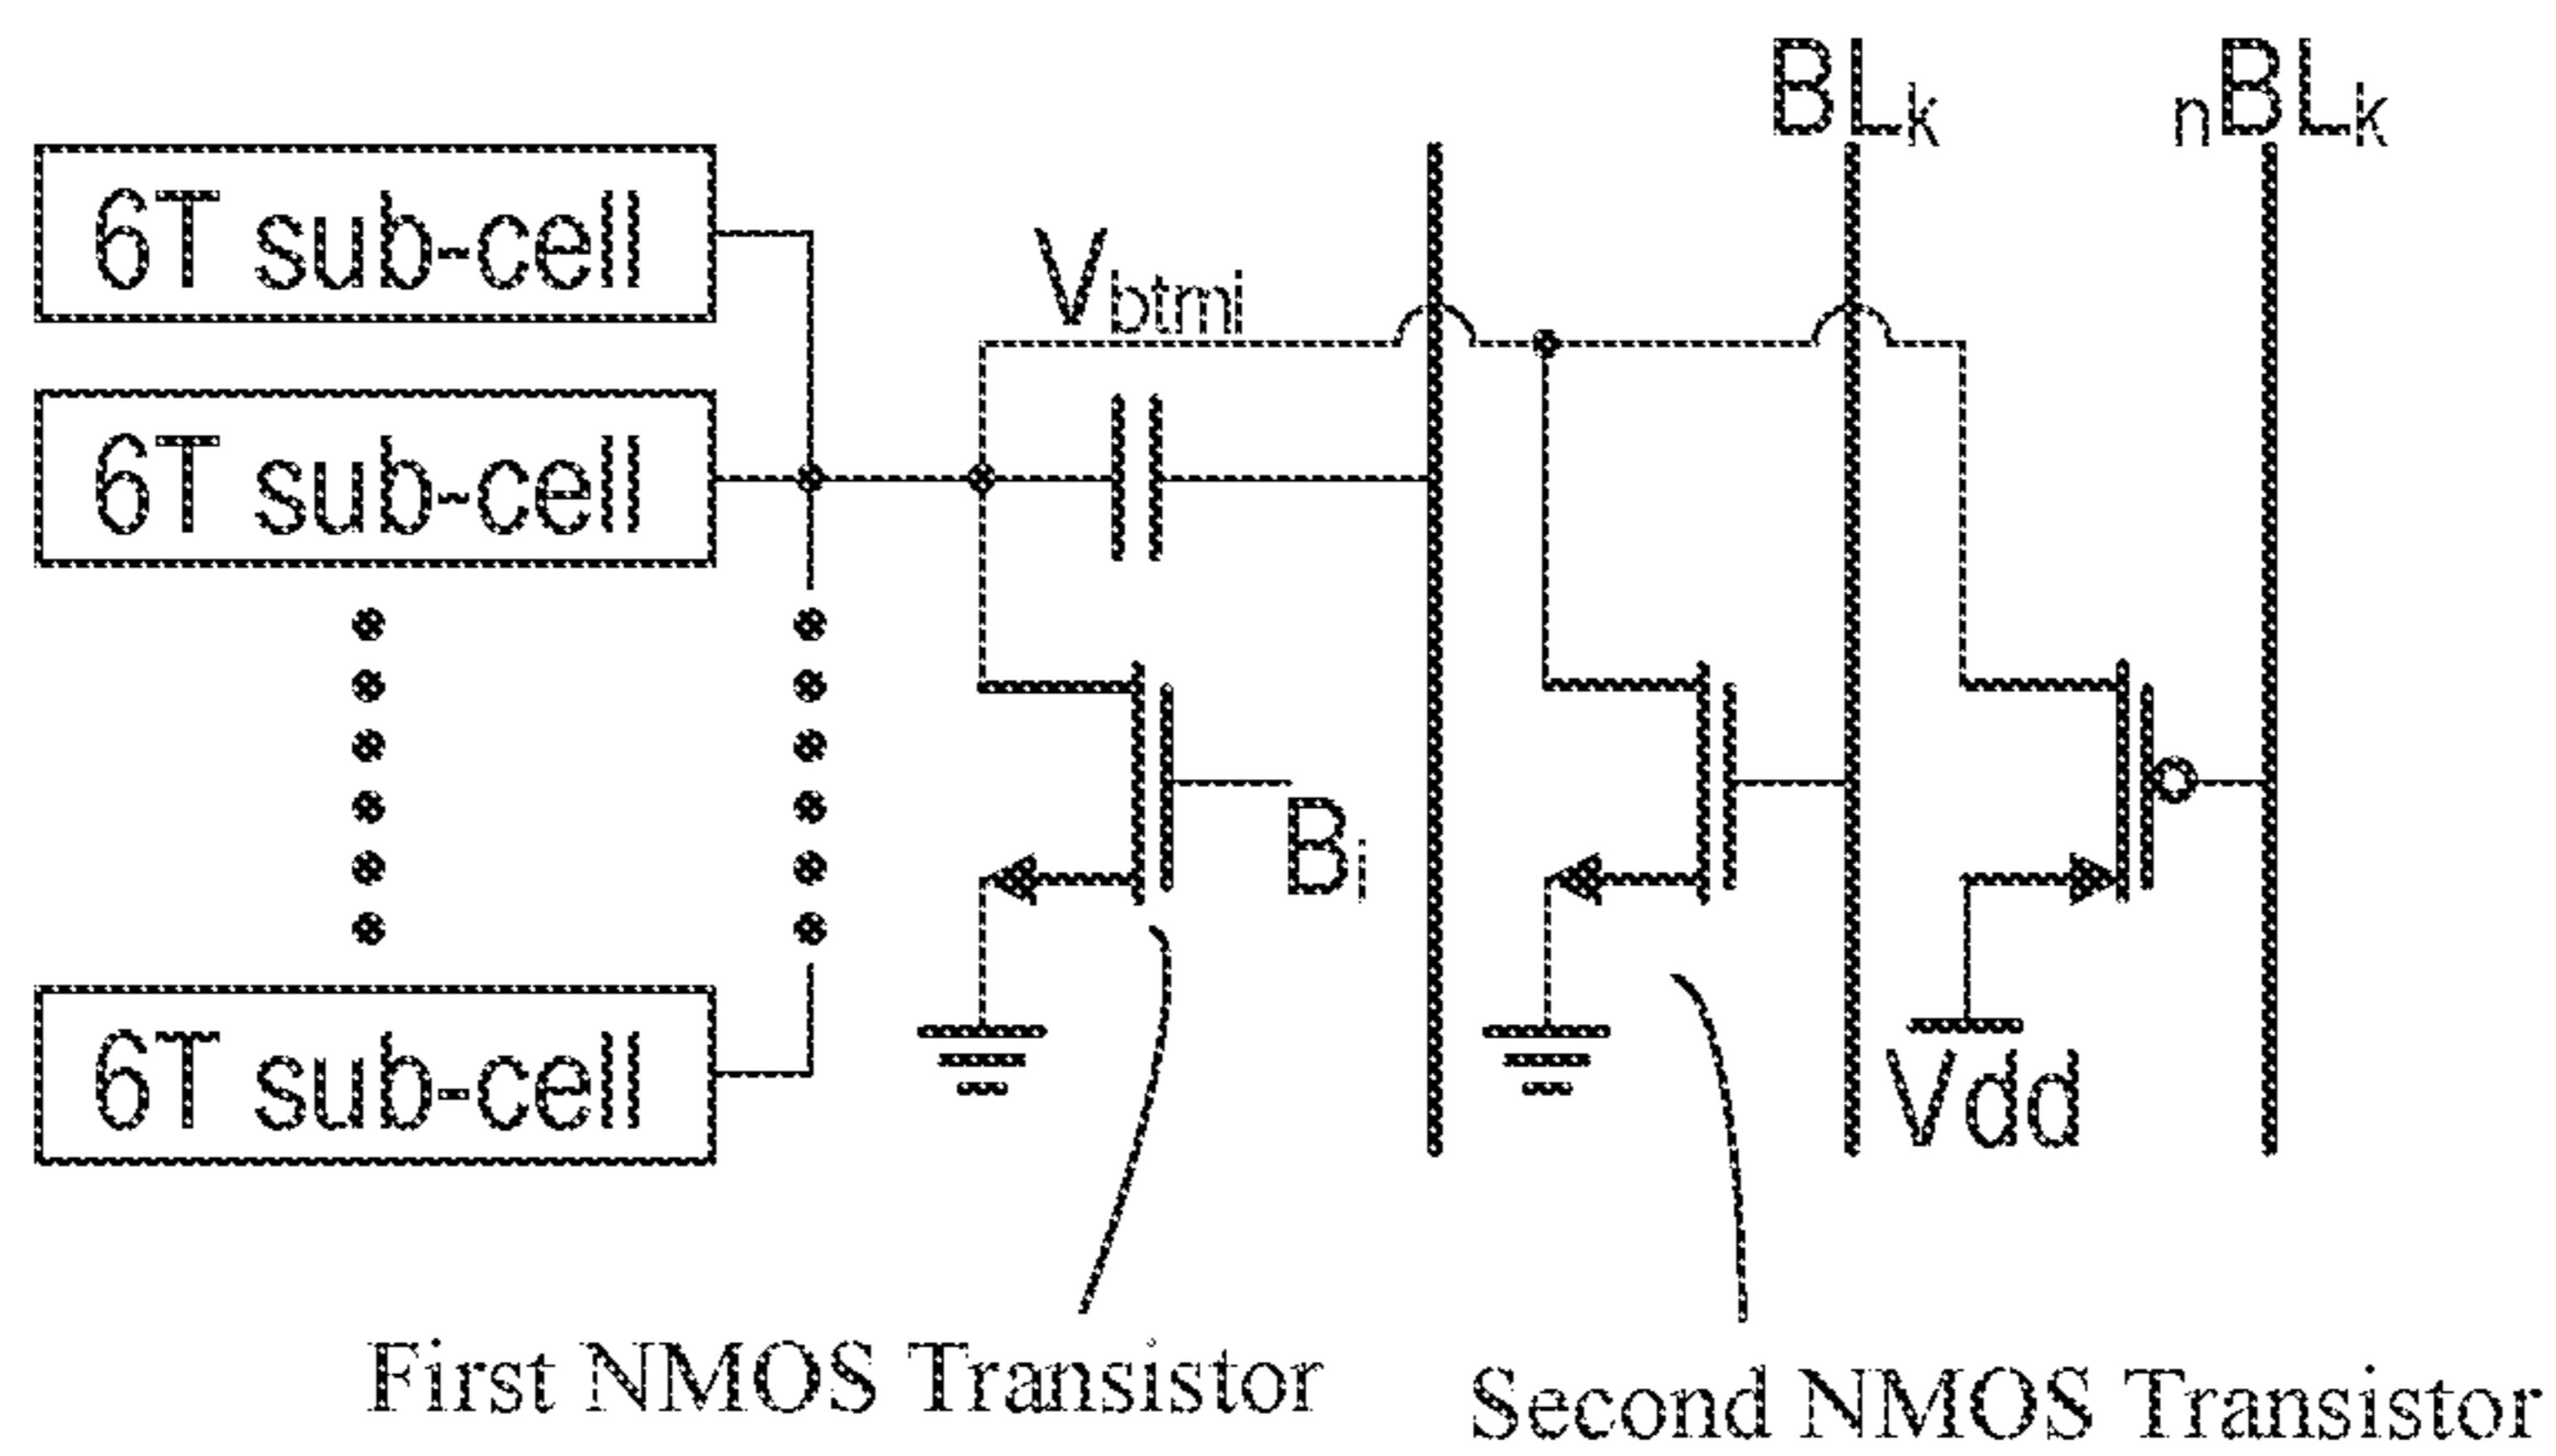 BLk
nBLk
6T sub-cell
Vbtmi
6T sub-cell
Bi
6T sub-cell
Vdd
First NMOS Transistor
Second NMOS Transistor